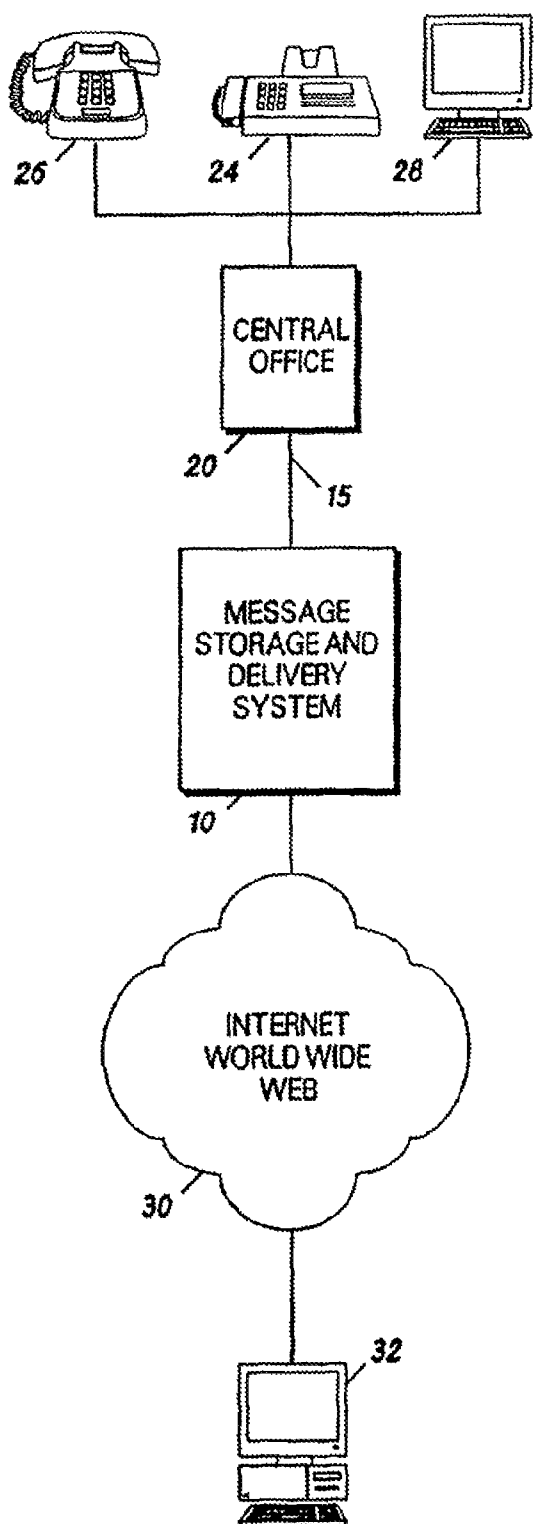 26
24
28
CENTRAL
OFFICE
20
15
MESSAGE
STORAGE AND
DELIVERY
SYSTEM
10
INTERNET
WORLD WIDE
WEB
30
32